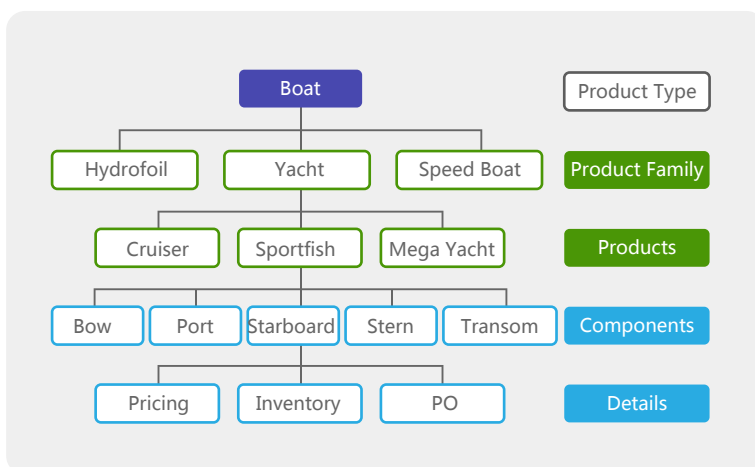 Boat
Product Type
Hydrofoil Yacht Speed Boat Product Family
Cruiser Sportfish Mega Yacht Products
Bow Port Starboard Stern Transom Components
Pricing Inventory PO Details